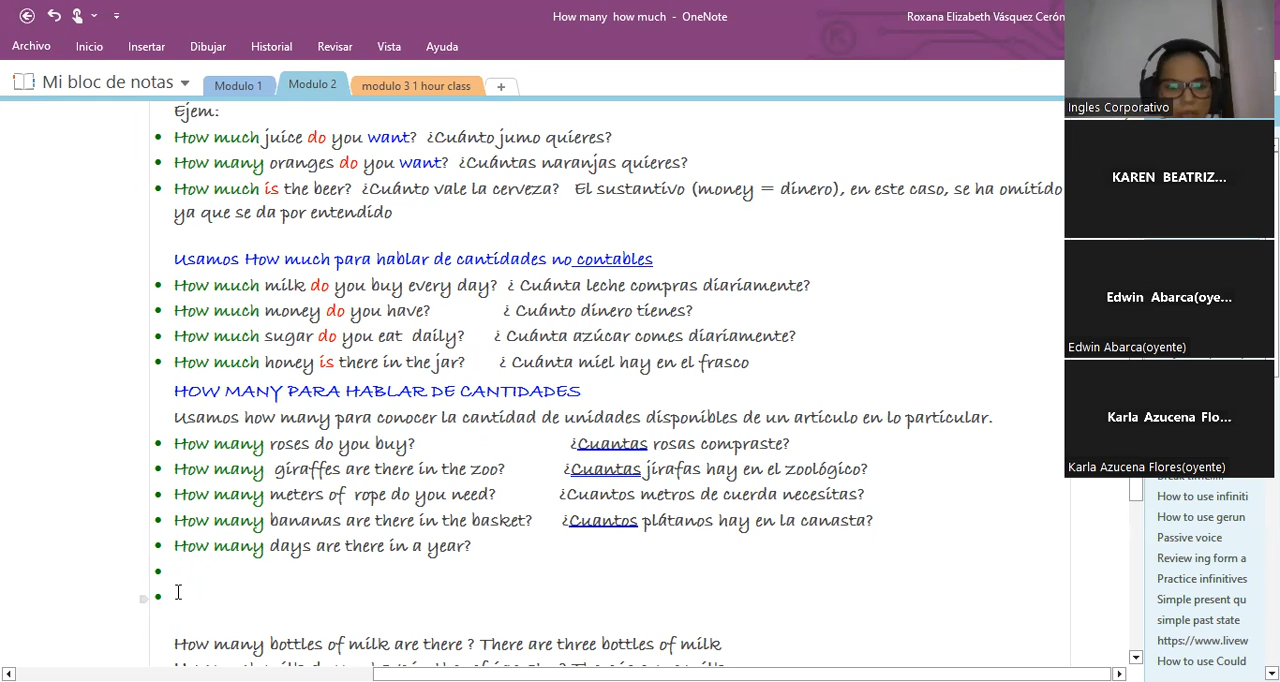 How many how much - OneNote
Roxana Elizabeth Vásquez Cerón
Archivo Inicio Insertar Dibujar Historial Revisar Vista Ayuda
Mi bloc de notas Modulo 1 Modulo 2 modulo 3 1 hour class +
Ejem:
• How much juice do you want? ¿Cuánto jumo quieres?
• How many oranges do you want? ¿Cuántas naranjas quieres?
• How much is the beer? ¿Cuánto vale la cerveza? El sustantivo (money = dinero), en este caso, se ha omitido
ya que se da por entendido
Usamos How much para hablar de cantidades no contables
• How much milk do you buy every day? ¿ Cuánta leche compras diariamente?
• How much money do you have? ¿ Cuánto dinero tienes?
• How much sugar do you eat daily? ¿ Cuánta azúcar comes diariamente?
• How much honey is there in the jar? ¿ Cuánta miel hay en el frasco
HOW MANY PARA HABLAR DE CANTIDADES
Usamos how many para conocer la cantidad de unidades disponibles de un artículo en lo particular.
• How many roses do you buy? ¿Cuantas rosas compraste?
• How many giraffes are there in the zoo? ¿Cuantas jirafas hay en el zoológico?
• How many meters of rope do you need? ¿Cuantos metros de cuerda necesitas?
• How many bananas are there in the basket? ¿Cuantos plátanos hay en la canasta?
• How many days are there in a year?
•
•
How many bottles of milk are there ? There are three bottles of milk
Ingles Corporativo
KAREN BEATRIZ...
Edwin Abarca(oye...
Edwin Abarca(oyente)
Karla Azucena Flo...
Karla Azucena Flores(oyente)
How to use infiniti
How to use gerun
Passive voice
Review ing form a
Practice infinitives
Simple present qu
simple past state
https://www.livew
How to use Could